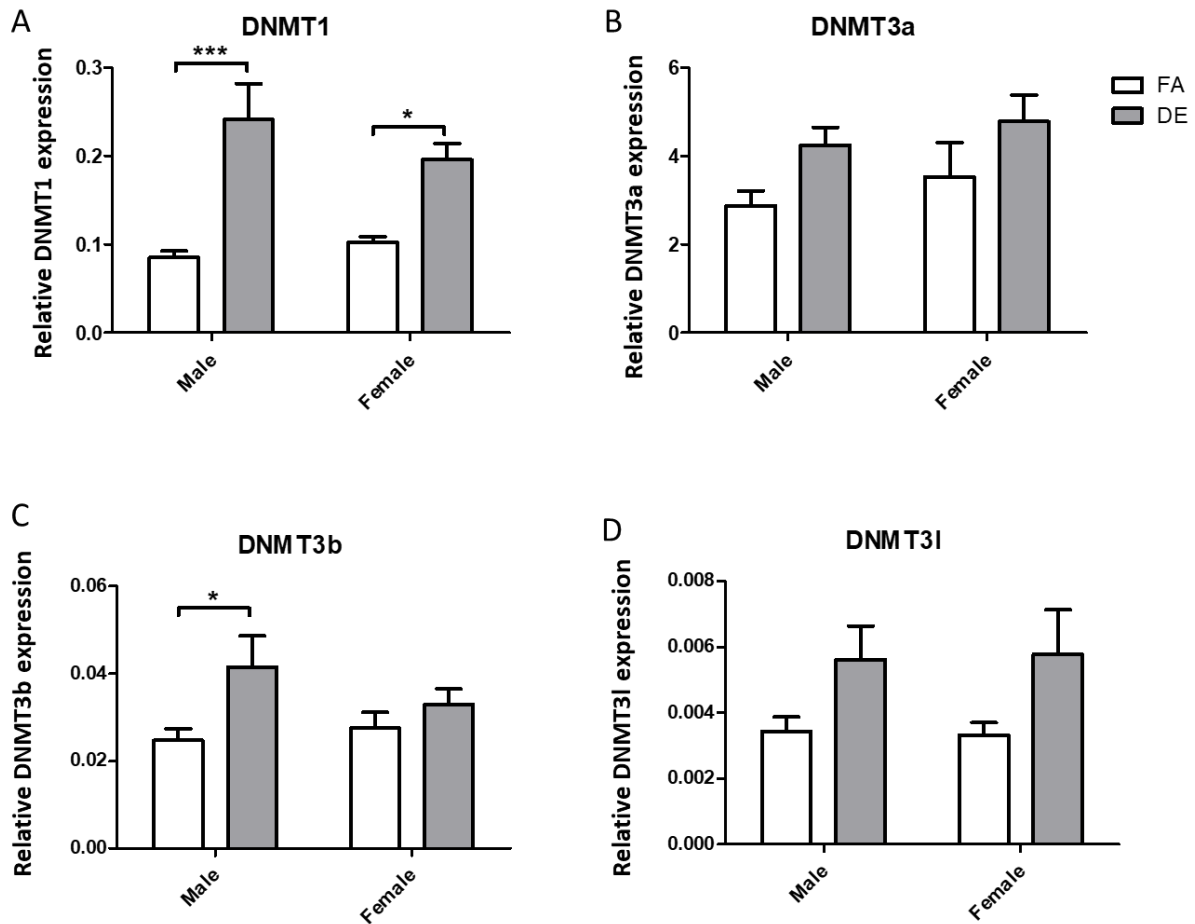 A
DNMT1
Relative DNMT1 expression
0.3
0.2
0.1
0.0
***
*
Male
Female
B
DNMT3a
Relative DNMT3a expression
6
4
2
0
Male
Female
FA
DE
C
DNMT3b
Relative DNMT3b expression
0.06
0.04
0.02
0.00
*
Male
Female
D
DNMT3l
Relative DNMT3l expression
0.008
0.006
0.004
0.002
0.000
Male
Female